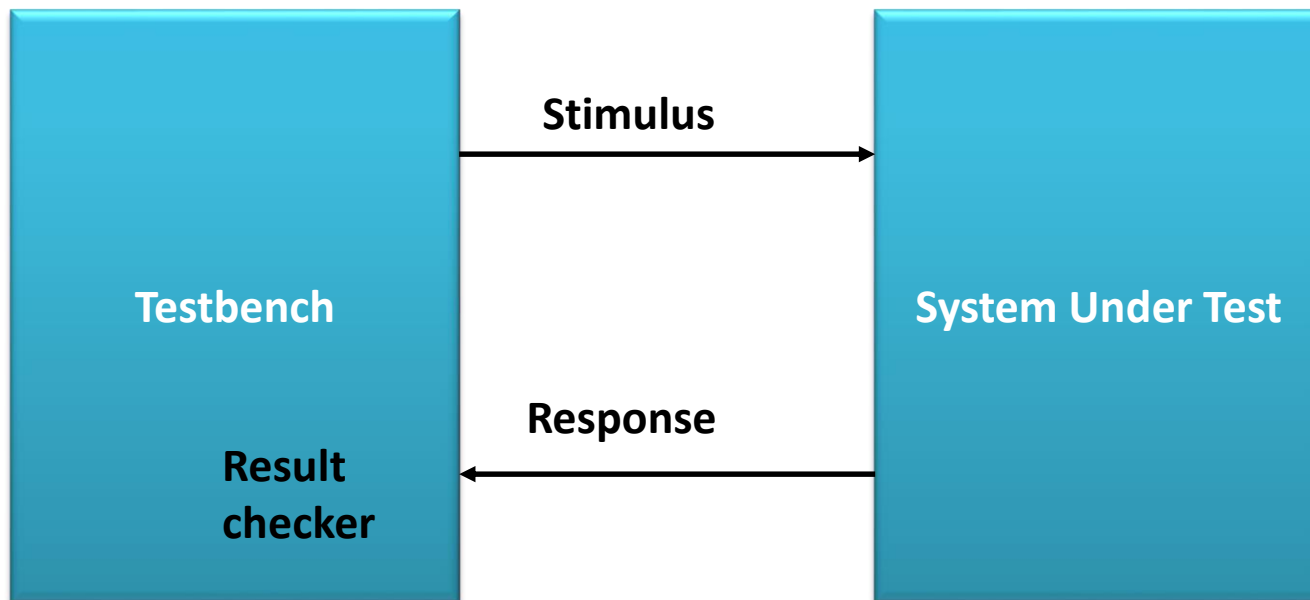 Stimulus
Testbench
System Under Test
Response
Result
checker